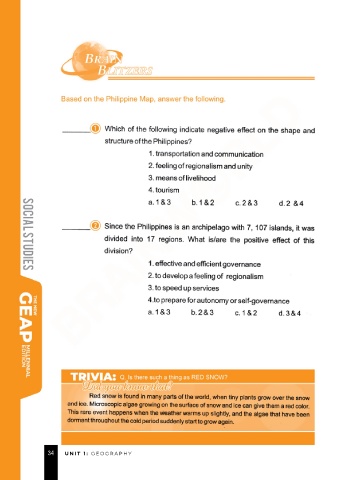 BRAIN
BLITZERS
Based on the Philippine Map, answer the following.
_______ 1 Which of the following indicate negative effect on the shape and
structure of the Philippines?
1. transportation and communication
2. feeling of regionalism and unity
3. means of livelihood
4. tourism
a. 1 & 3 b. 1 & 2 c. 2 & 3 d. 2 & 4
_______ 2 Since the Philippines is an archipelago with 7, 107 islands, it was
divided into 17 regions. What is/are the positive effect of this
division?
1. effective and efficient governance
2. to develop a feeling of regionalism
3. to speed up services
4.to prepare for autonomy or self-governance
a. 1 & 3 b. 2 & 3 c. 1 & 2 d. 3 & 4
SOCIAL STUDIES
THE NEW
GEAP
MILLENNIAL
EDITION
TRIVIA: Q. Is there such a thing as RED SNOW?
Red snow is found in many parts of the world, when tiny plants grow over the snow
and ice. Microscopic algae growing on the surface of snow and ice can give them a red color.
This rare event happens when the weather warms up slightly, and the algae that have been
dormant throughout the cold period suddenly start to grow again.
34 UNIT 1: GEOGRAPHY